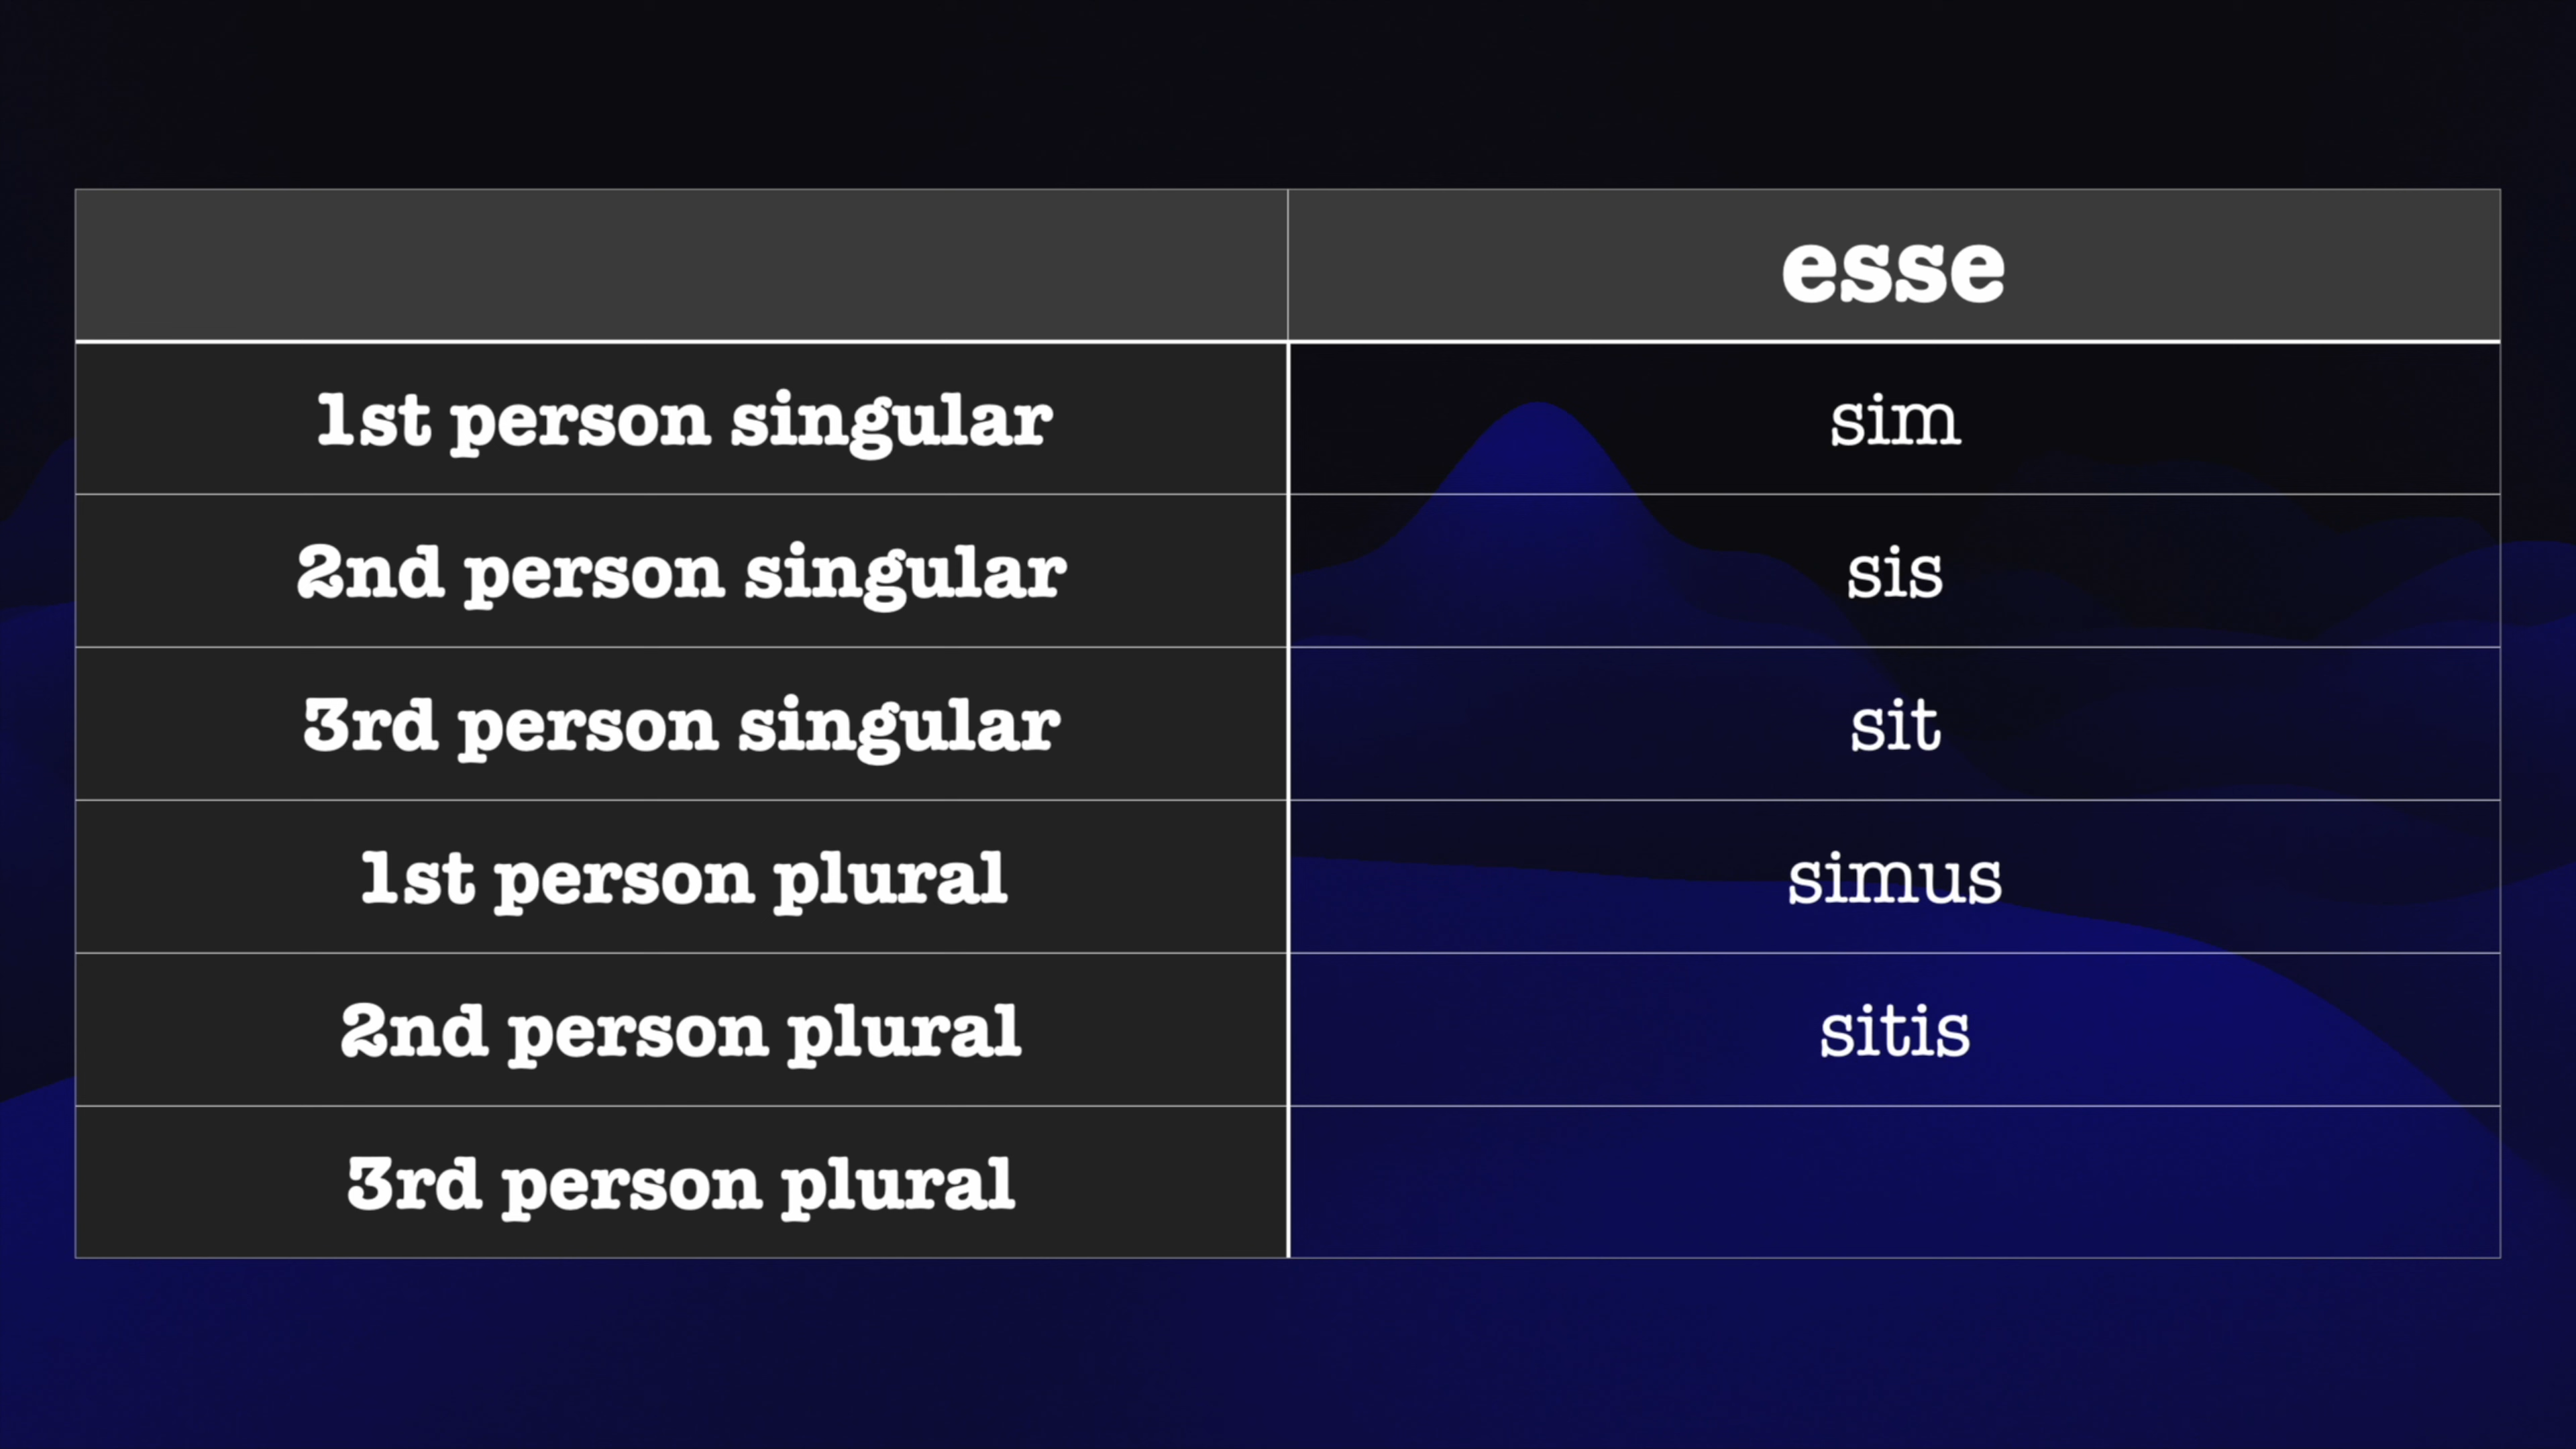 esse
1st person singular sim
2nd person singular sis
3rd person singular sit
1st person plural simus
2nd person plural sitis
3rd person plural